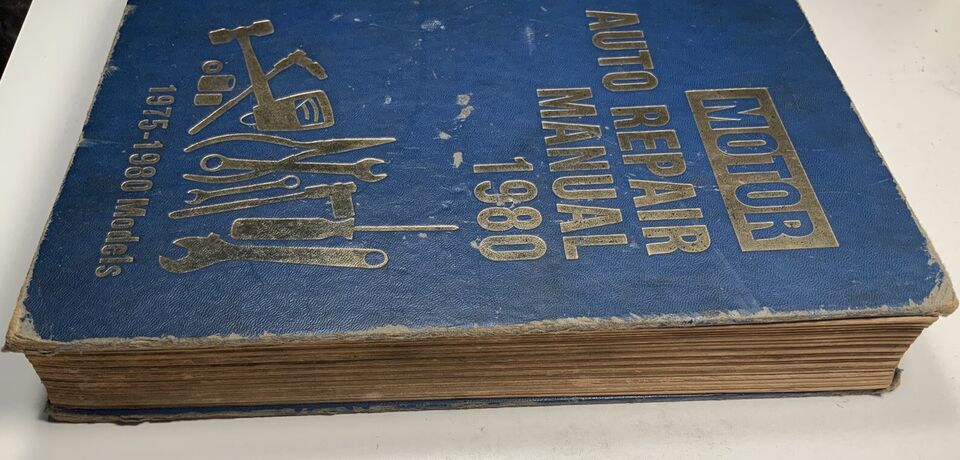 MOTOR
AUTO REPAIR
MANUAL
1980
1975-1980 Models